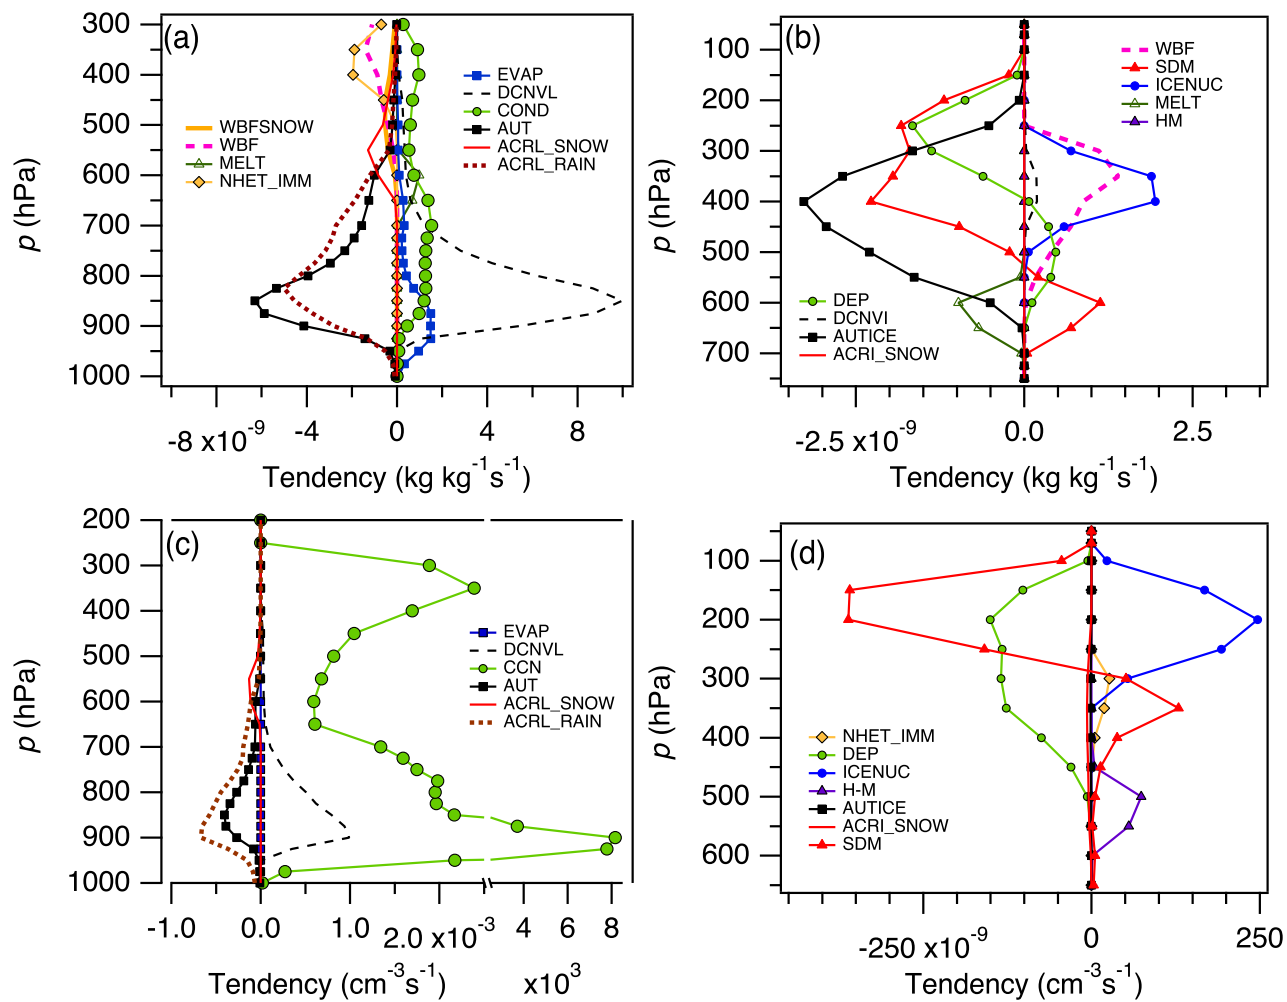 (a)
300
400
500
600
700
800
900
1000
p (hPa)
WBFSNOW
WBF
MELT
NHET_IMM
EVAP
DCNVL
COND
AUT
ACRL_SNOW
ACRL_RAIN
-8 x10⁻⁹ -4 0 4 8
Tendency (kg kg⁻¹s⁻¹)
(b)
100
200
300
400
500
600
700
p (hPa)
WBF
SDM
ICENUC
MELT
HM
DEP
DCNVI
AUTICE
ACRI_SNOW
-2.5 x10⁻⁹ 0.0 2.5
Tendency (kg kg⁻¹s⁻¹)
(c)
200
300
400
500
600
700
800
900
1000
p (hPa)
EVAP
DCNVL
CCN
AUT
ACRL_SNOW
ACRL_RAIN
-1.0 0.0 1.0 2.0 x10⁻³ 4 6 8
Tendency (cm⁻³s⁻¹) x10³
(d)
100
200
300
400
500
600
p (hPa)
NHET_IMM
DEP
ICENUC
H-M
AUTICE
ACRI_SNOW
SDM
-250 x10⁻⁹ 0 250
Tendency (cm⁻³s⁻¹)